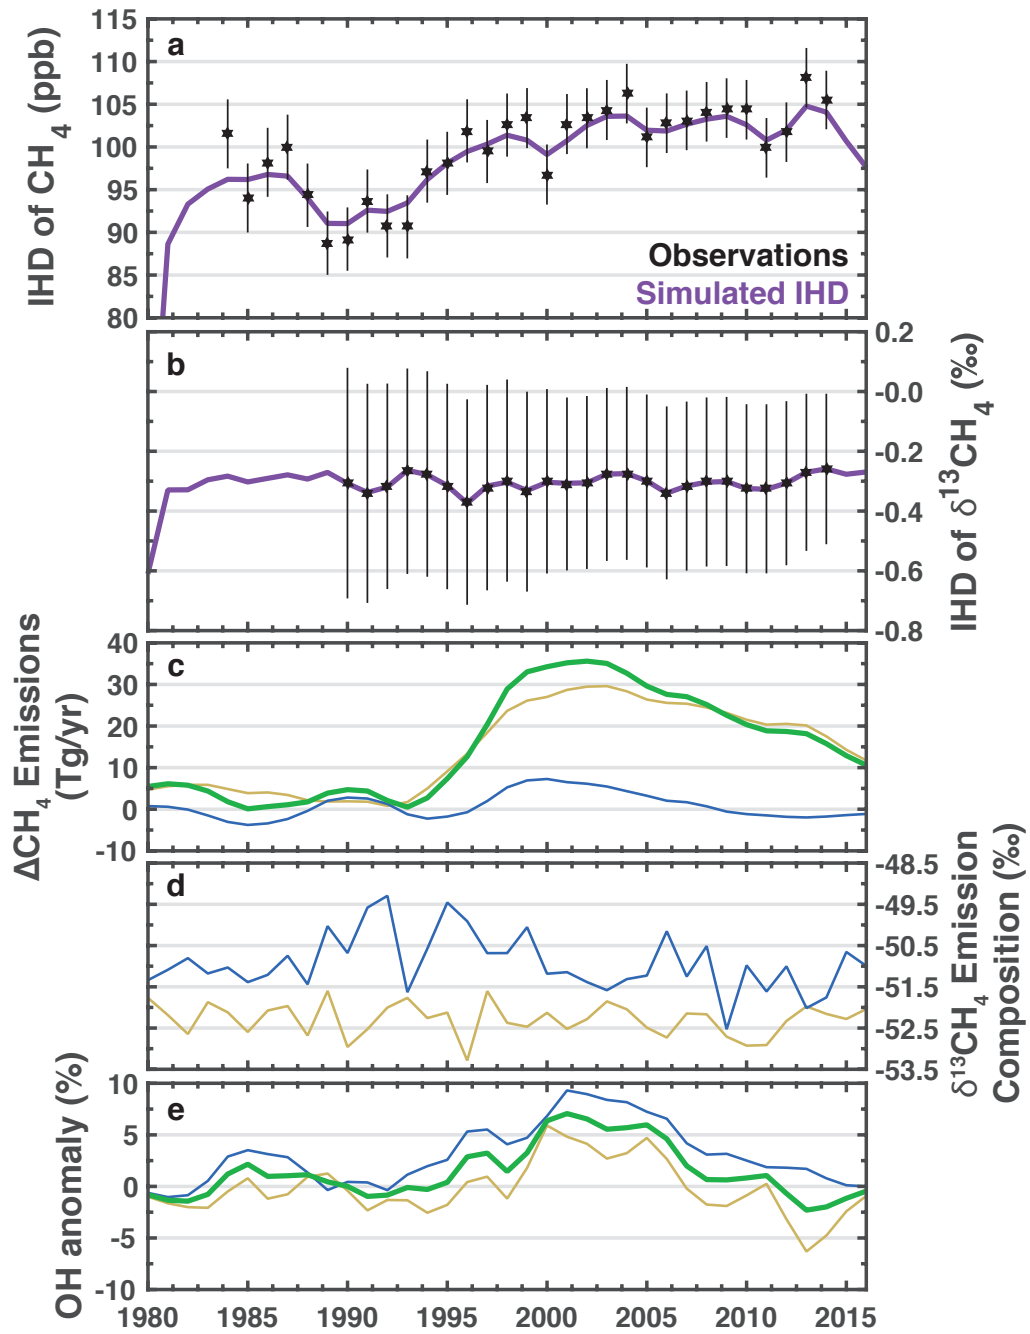 IHD of CH4 (ppb)
115
110
105
100
95
90
85
80
a
Observations
Simulated IHD
b
0.2
-0.0
-0.2
-0.4
-0.6
-0.8
IHD of δ13CH4 (‰)
ΔCH4 Emissions
(Tg/yr)
40
30
20
10
0
-10
c
d
-48.5
-49.5
-50.5
-51.5
-52.5
-53.5
δ13CH4 Emission
Composition (‰)
OH anomaly (%)
10
5
0
-5
-10
e
1980 1985 1990 1995 2000 2005 2010 2015